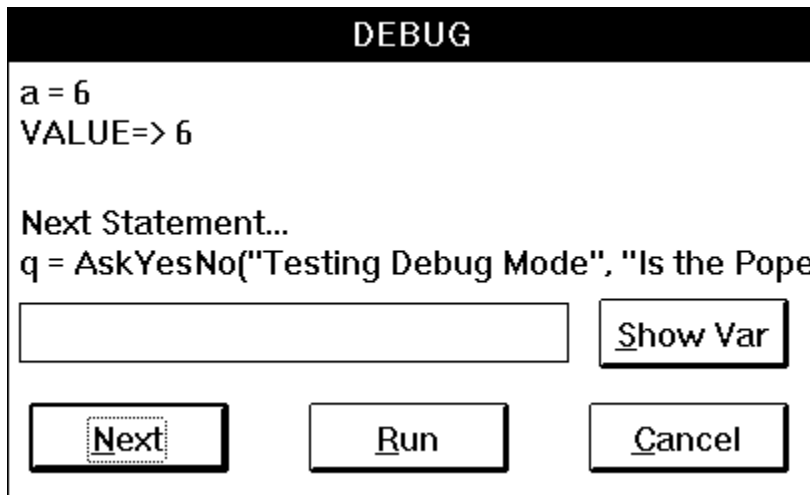 DEBUG
a = 6
VALUE=> 6
Next Statement...
q = AskYesNo("Testing Debug Mode", "Is the Pope
Show Var
Next Run Cancel